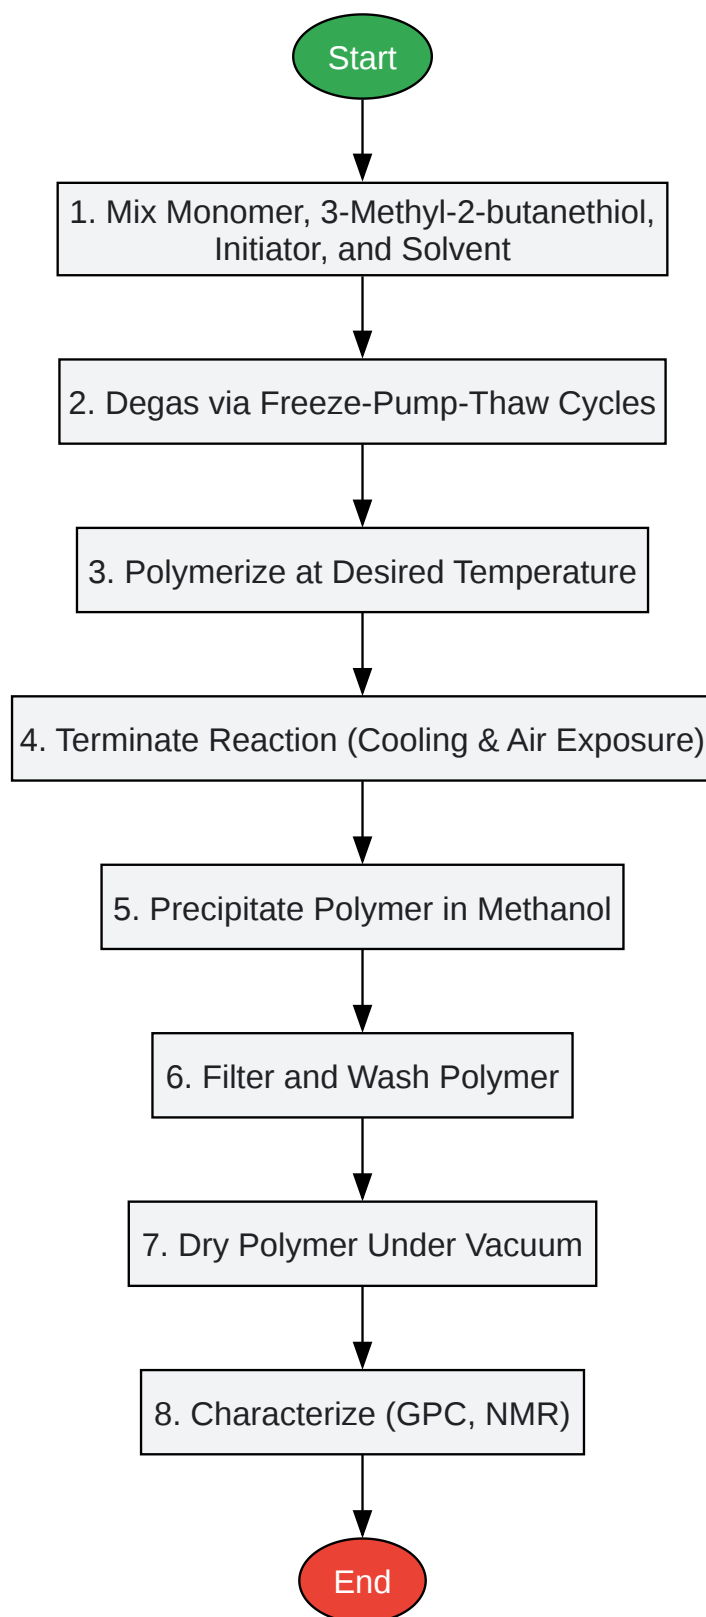 Start
1. Mix Monomer, 3-Methyl-2-butanethiol,
Initiator, and Solvent
2. Degas via Freeze-Pump-Thaw Cycles
3. Polymerize at Desired Temperature
4. Terminate Reaction (Cooling & Air Exposure)
5. Precipitate Polymer in Methanol
6. Filter and Wash Polymer
7. Dry Polymer Under Vacuum
8. Characterize (GPC, NMR)
End